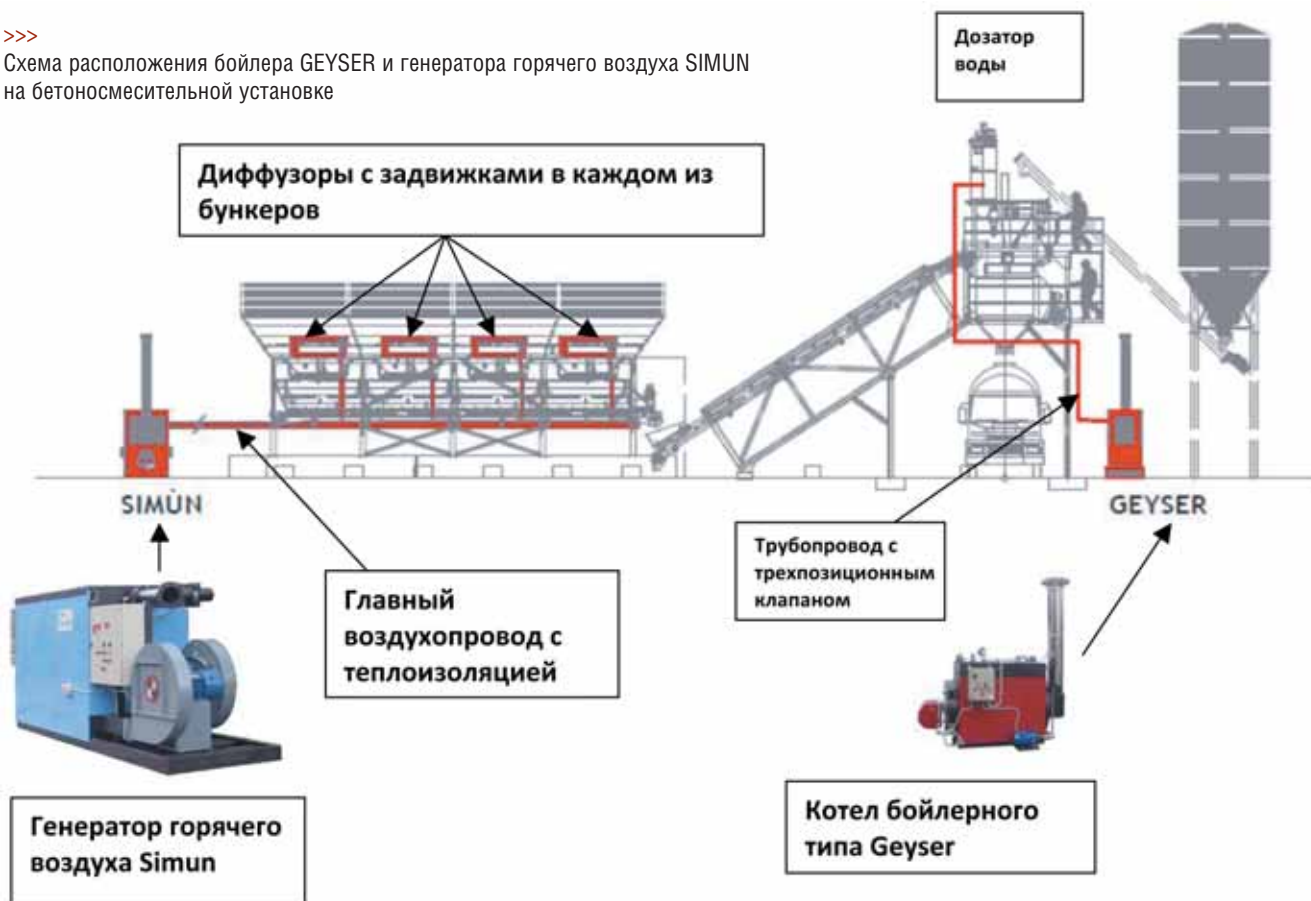 >>>
Схема расположения бойлера GEYSER и генератора горячего воздуха SIMUN
на бетоносмесительной установке
Дозатор
воды
Диффузоры с задвижками в каждом из
бункеров
SIMÙN
GEYSER
Главный
воздухопровод с
теплоизоляцией
Трубопровод с
трехпозиционным
клапаном
Генератор горячего
воздуха Simun
Котел бойлерного
типа Geyser